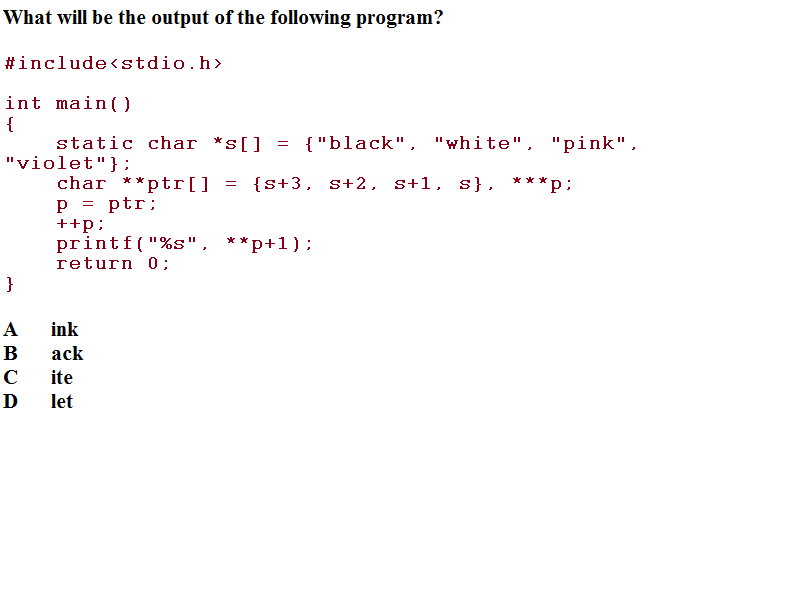 What will be the output of the following program?
#include<stdio.h>
int main()
{
static char *s[] = {"black", "white", "pink",
"violet"};
char **ptr[] = {s+3, s+2, s+1, s}, ***p;
p = ptr;
++p;
printf("%s", **p+1);
return 0;
}
A ink
B ack
C ite
D let